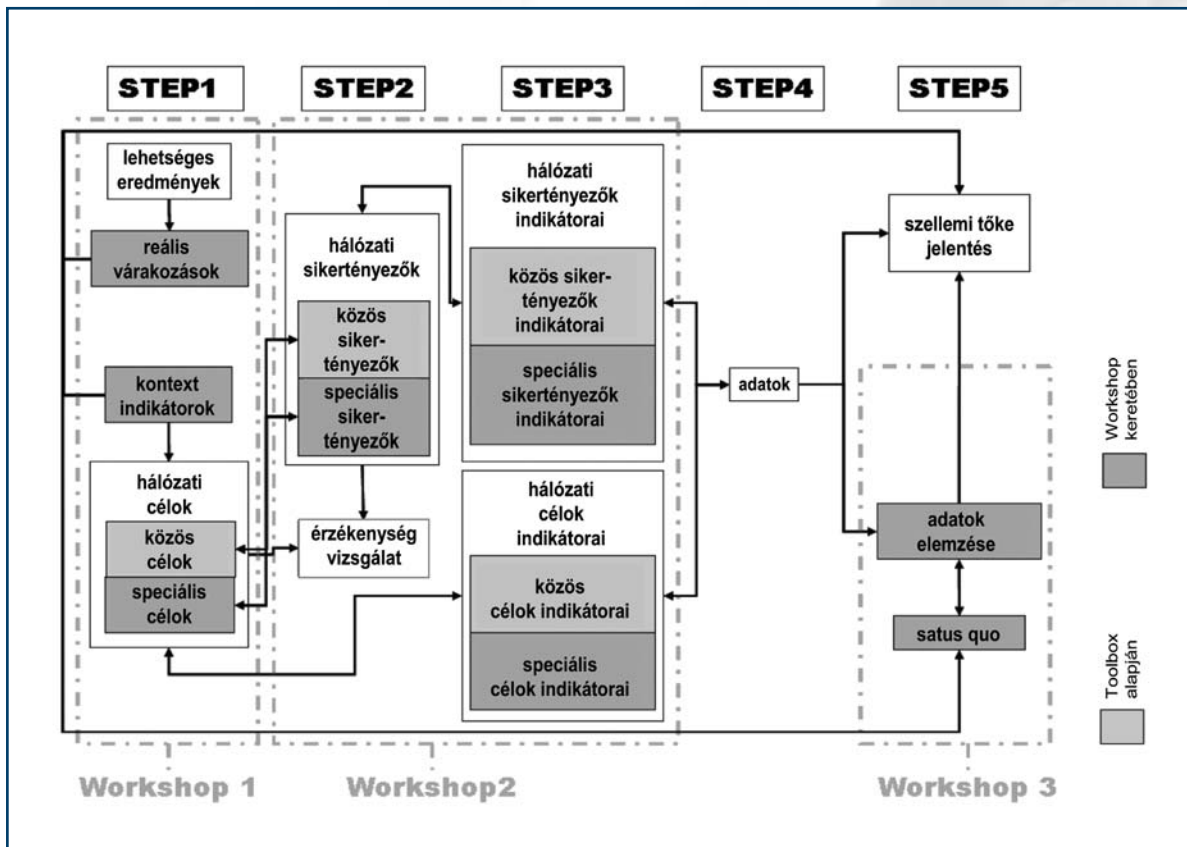 STEP1
STEP2
STEP3
STEP4
STEP5
lehetséges
eredmények
reális
várakozások
kontext
indikátorok
hálózati
célok
közös
célok
speciális
célok
hálózati
sikertényezők
közös
siker-
tényezők
speciális
siker-
tényezők
érzékenység
vizsgálat
hálózati
sikertényezők
indikátorai
közös siker-
tényezők
indikátorai
speciális
sikertényezők
indikátorai
hálózati
célok
indikátorai
közös
célok indikátorai
speciális
célok indikátorai
adatok
szellemi tőke
jelentés
adatok
elemzése
satus quo
Workshop
keretében
Toolbox
alapján
Workshop 1
Workshop2
Workshop 3